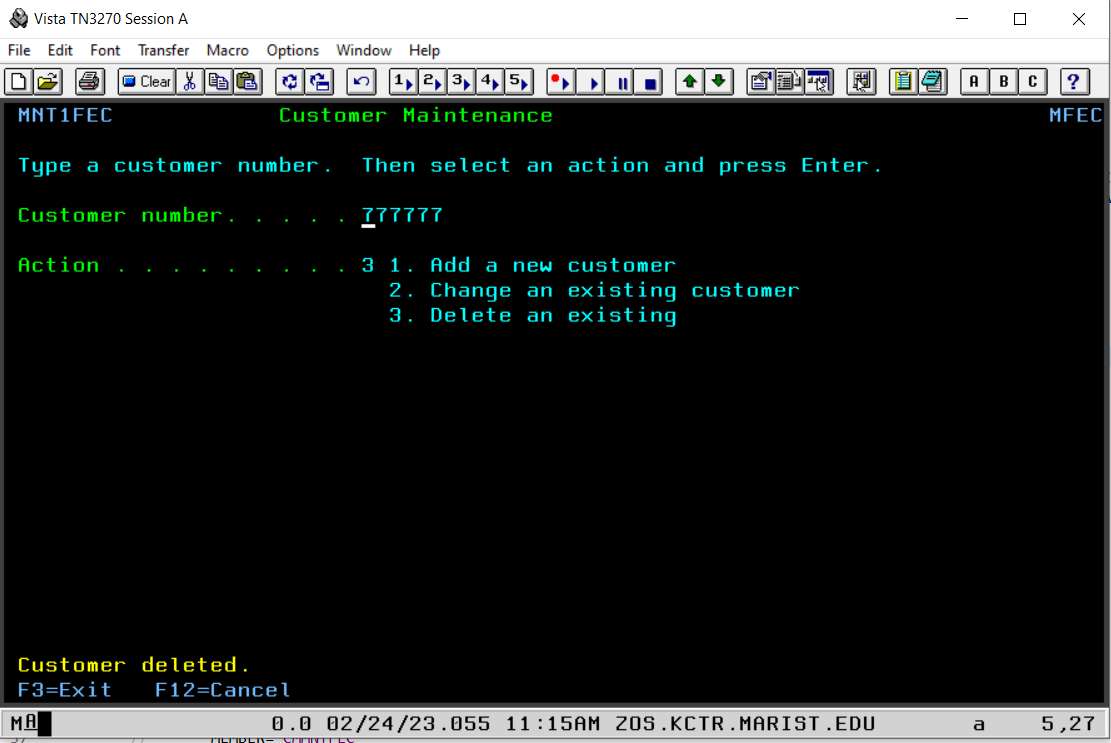 Vista TN3270 Session A
File Edit Font Transfer Macro Options Window Help
Clear 1 2 3 4 5 A B C ?
MNT1FEC Customer Maintenance MFEC
Type a customer number. Then select an action and press Enter.
Customer number. . . . . 777777
Action . . . . . . . . . 3 1. Add a new customer
2. Change an existing customer
3. Delete an existing
Customer deleted.
F3=Exit F12=Cancel
MA 0.0 02/24/23.055 11:15AM ZOS.KCTR.MARIST.EDU a 5,27